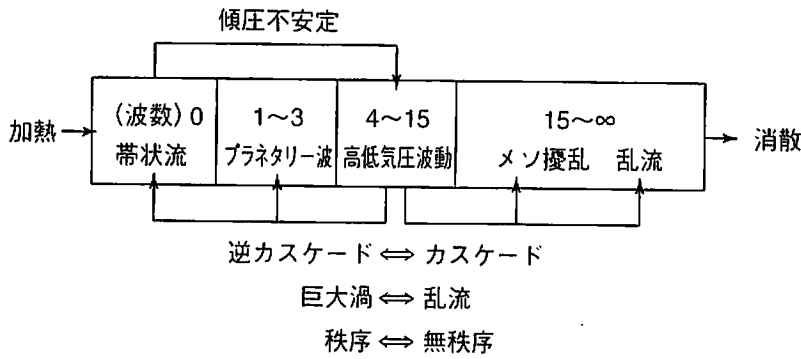 傾圧不安定
加熱
(波数) 0
帯状流
1〜3
プラネタリー波
4〜15
高低気圧波動
15〜∞
メソ擾乱 乱流
消散
逆カスケード⇔カスケード
巨大渦⇔乱流
秩序⇔無秩序